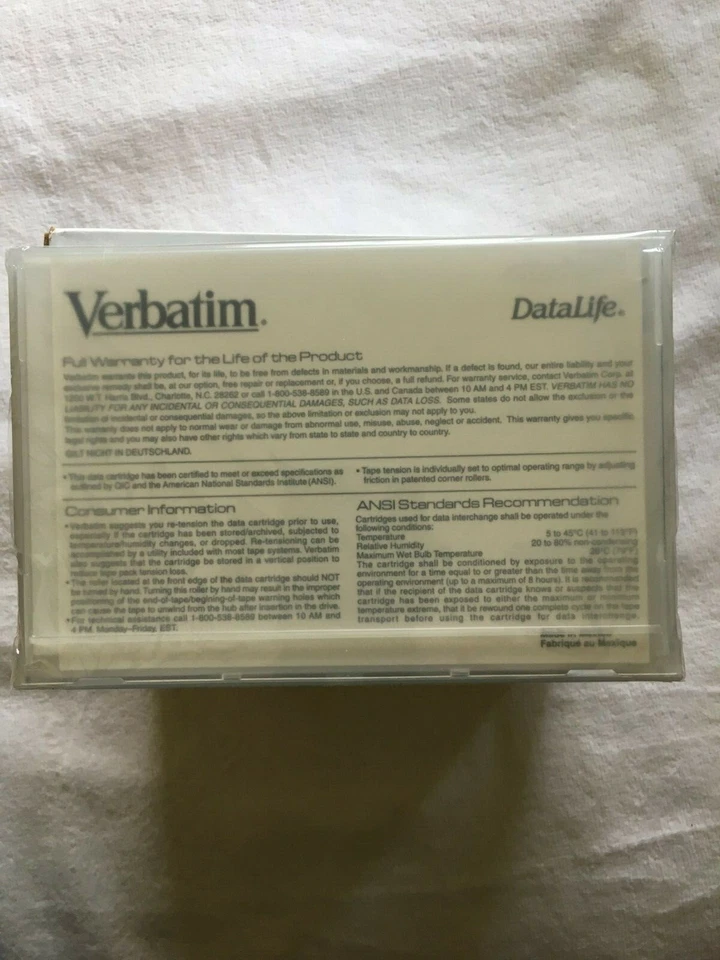 Verbatim®
DataLife®
Full Warranty for the Life of the Product
Verbatim warrants this product, for its life, to be free from defects in materials and workmanship. If a defect is found, our entire liability and your
exclusive remedy shall be, at our option, free repair or replacement or, if you choose, a full refund. For warranty service, contact Verbatim Corp. at
1200 W.T. Harris Blvd., Charlotte, N.C. 28262 or call 1-800-538-8589 in the U.S. and Canada between 10 AM and 4 PM EST. VERBATIM HAS NO
LIABILITY FOR ANY INCIDENTAL OR CONSEQUENTIAL DAMAGES, SUCH AS DATA LOSS. Some states do not allow the exclusion or the
limitation of incidental or consequential damages, so the above limitation or exclusion may not apply to you.
This warranty does not apply to normal wear or damage from abnormal use, misuse, abuse, neglect or accident. This warranty gives you specific
legal rights and you may also have other rights which vary from state to state and country to country.
GILT NICHT IN DEUTSCHLAND.
• This data cartridge has been certified to meet or exceed specifications as
outlined by QIC and the American National Standards Institute (ANSI).
• Tape tension is individually set to optimal operating range by adjusting
friction in patented corner rollers.
Consumer Information
• Verbatim suggests you re-tension the data cartridge prior to use,
especially if the cartridge has been stored/archived, subjected to
temperature/humidity changes, or dropped. Re-tensioning can be
accomplished by a utility included with most tape systems. Verbatim
also suggests that the cartridge be stored in a vertical position to
reduce tape pack tension loss.
• The roller located at the front edge of the data cartridge should NOT
be turned by hand. Turning this roller by hand may result in the improper
positioning of the end-of-tape/begining-of-tape warning holes which
can cause the tape to unwind from the hub after insertion in the drive.
• For technical assistance call 1-800-538-8589 between 10 AM and
4 PM. Monday–Friday, EST.
ANSI Standards Recommendation
Cartridges used for data interchange shall be operated under the
following conditions:
Temperature 5 to 45°C (41 to 113°F)
Relative Humidity 20 to 80% non-condensing
Maximum Wet Bulb Temperature 26°C (79°F)
The cartridge shall be conditioned by exposure to the operating
environment for a time equal to or greater than the time away from the
operating environment (up to a maximum of 8 hours). It is recommended
that if the recipient of the data cartridge knows or suspects that the
cartridge has been exposed to either the maximum or minimum
temperature extreme, that it be rewound one complete cycle on the tape
transport before using the cartridge for data interchange
Made in Mexico
Fabriqué au Mexique